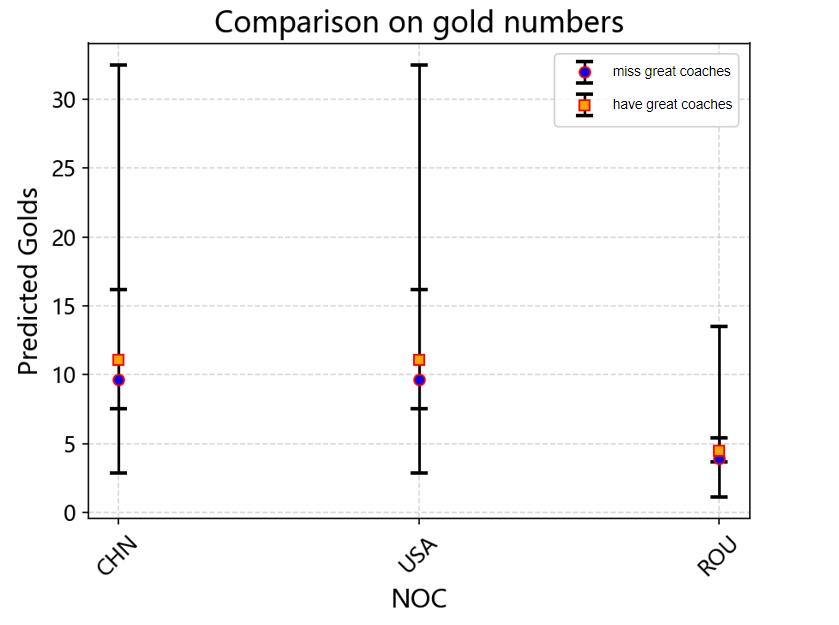 Comparison on gold numbers
miss great coaches
have great coaches
Predicted Golds
30
25
20
15
10
5
0
CHN
USA
ROU
NOC